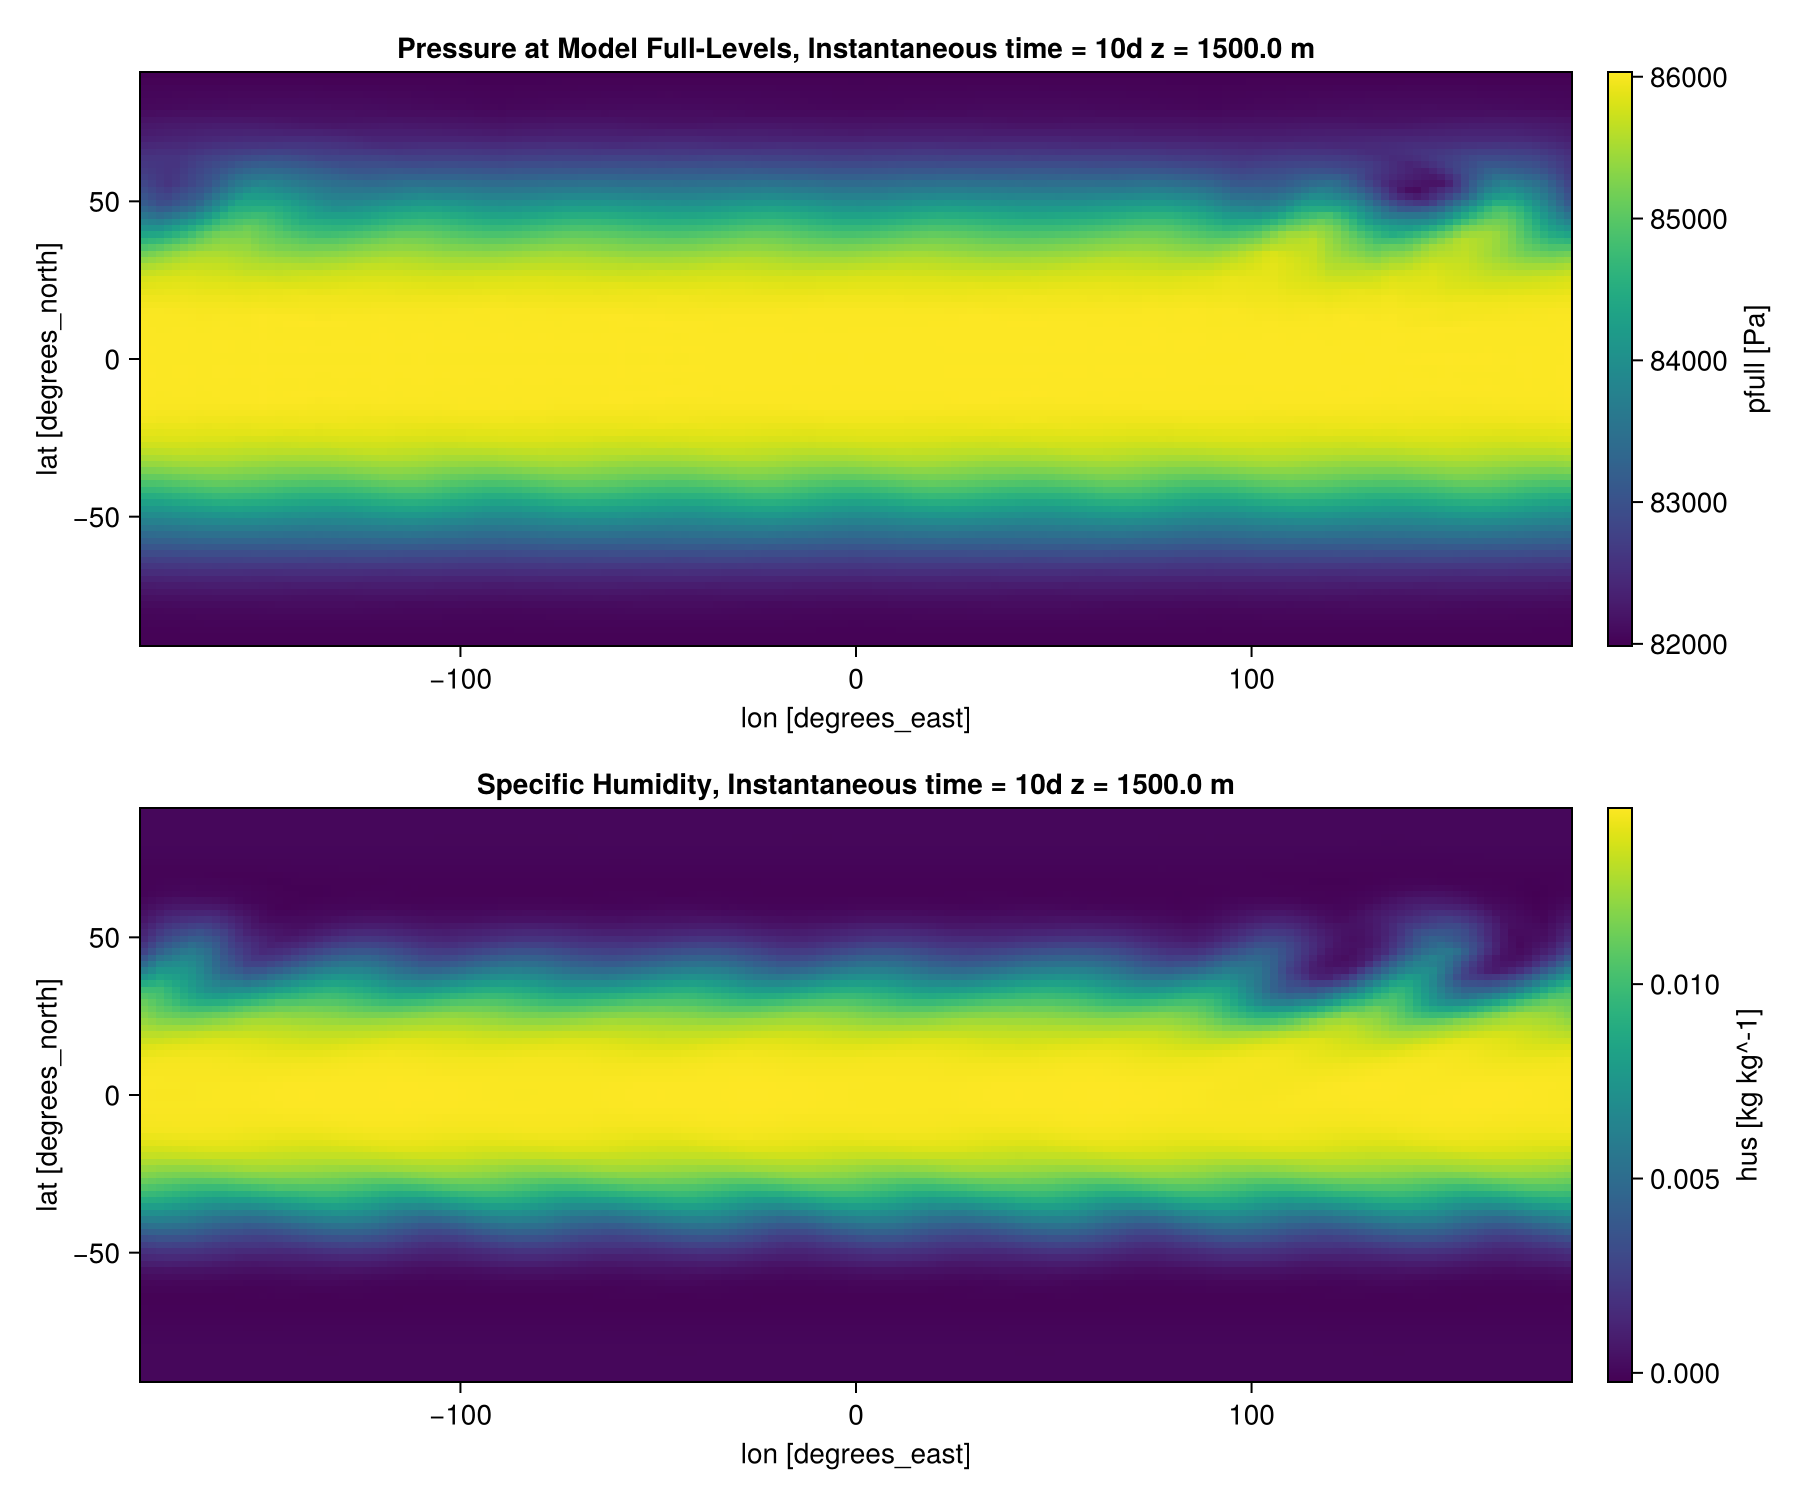 Pressure at Model Full-Levels, Instantaneous time = 10d z = 1500.0 m
86000
85000
84000
83000
82000
pfull [Pa]
50
0
−50
lat [degrees_north]
−100
0
100
lon [degrees_east]
Specific Humidity, Instantaneous time = 10d z = 1500.0 m
0.010
0.005
0.000
hus [kg kg^-1]
50
0
−50
lat [degrees_north]
−100
0
100
lon [degrees_east]